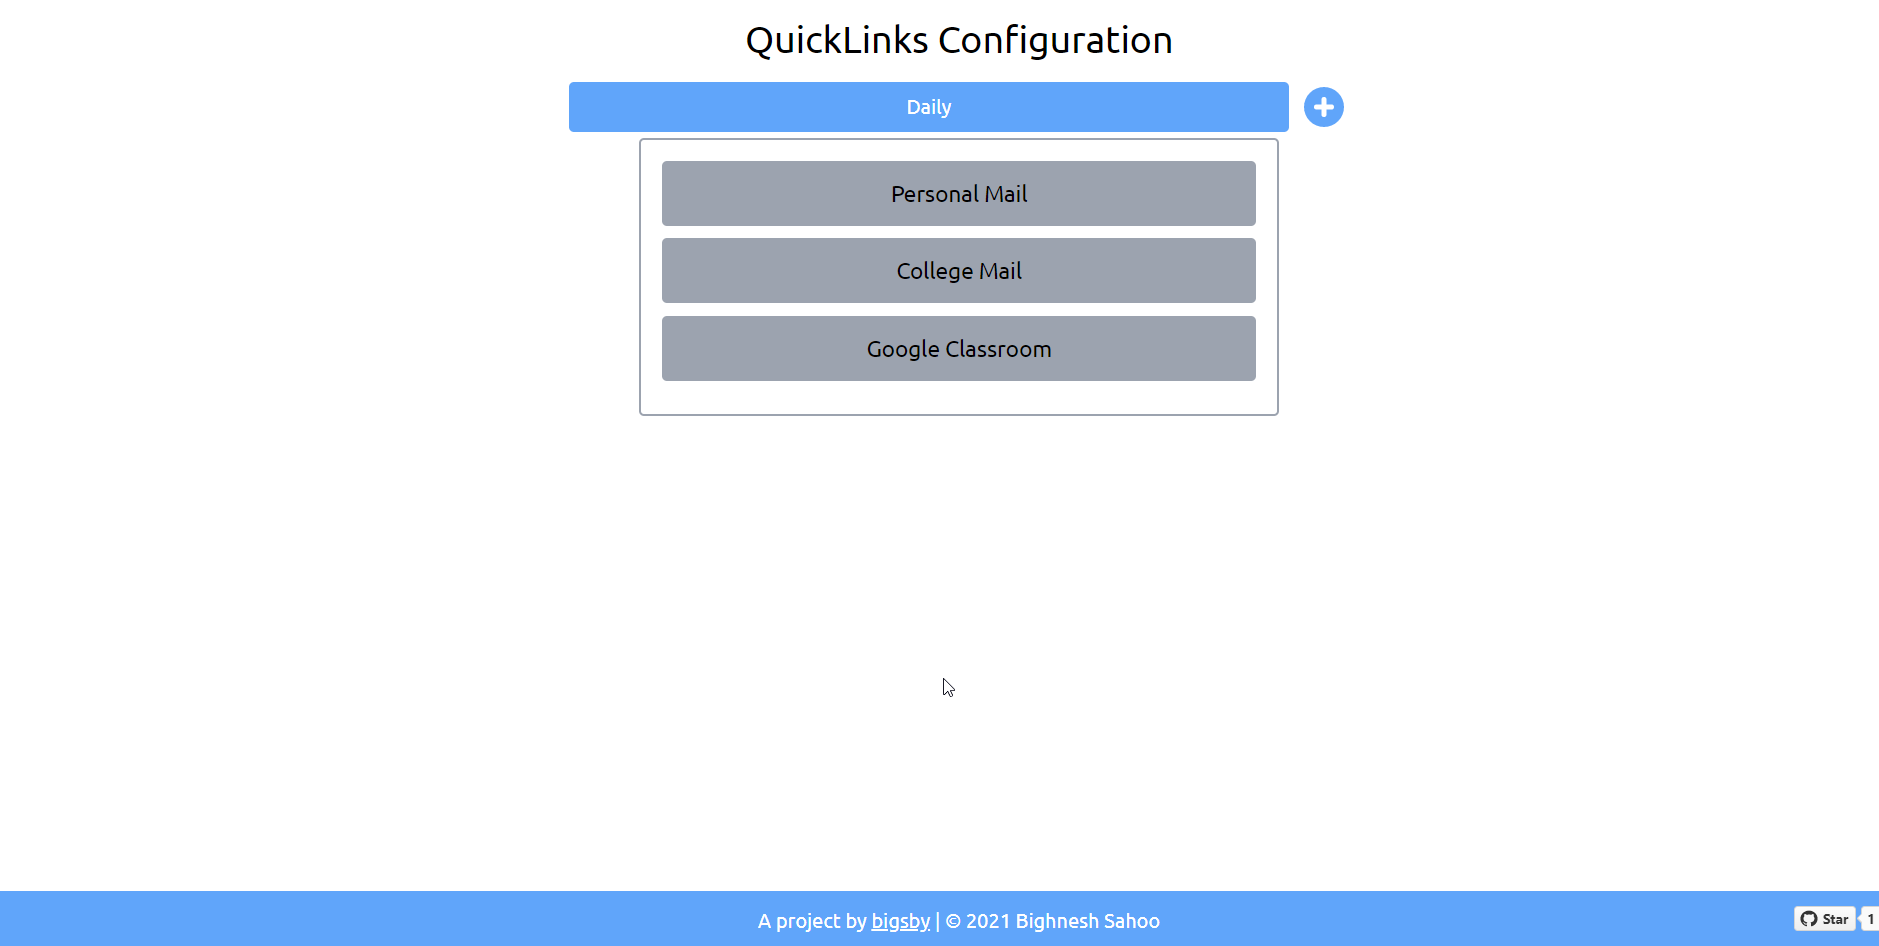 QuickLinks Configuration
Daily
Personal Mail
College Mail
Google Classroom
A project by bigsby | © 2021 Bighnesh Sahoo
Star 1